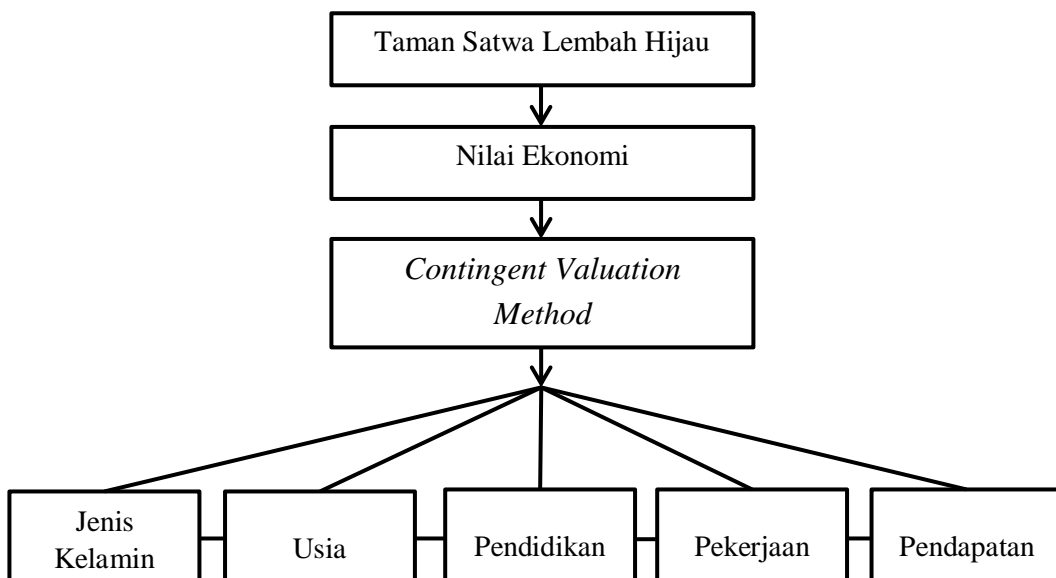 Taman Satwa Lembah Hijau
Nilai Ekonomi
Contingent Valuation
Method
Jenis
Kelamin
Usia
Pendidikan
Pekerjaan
Pendapatan